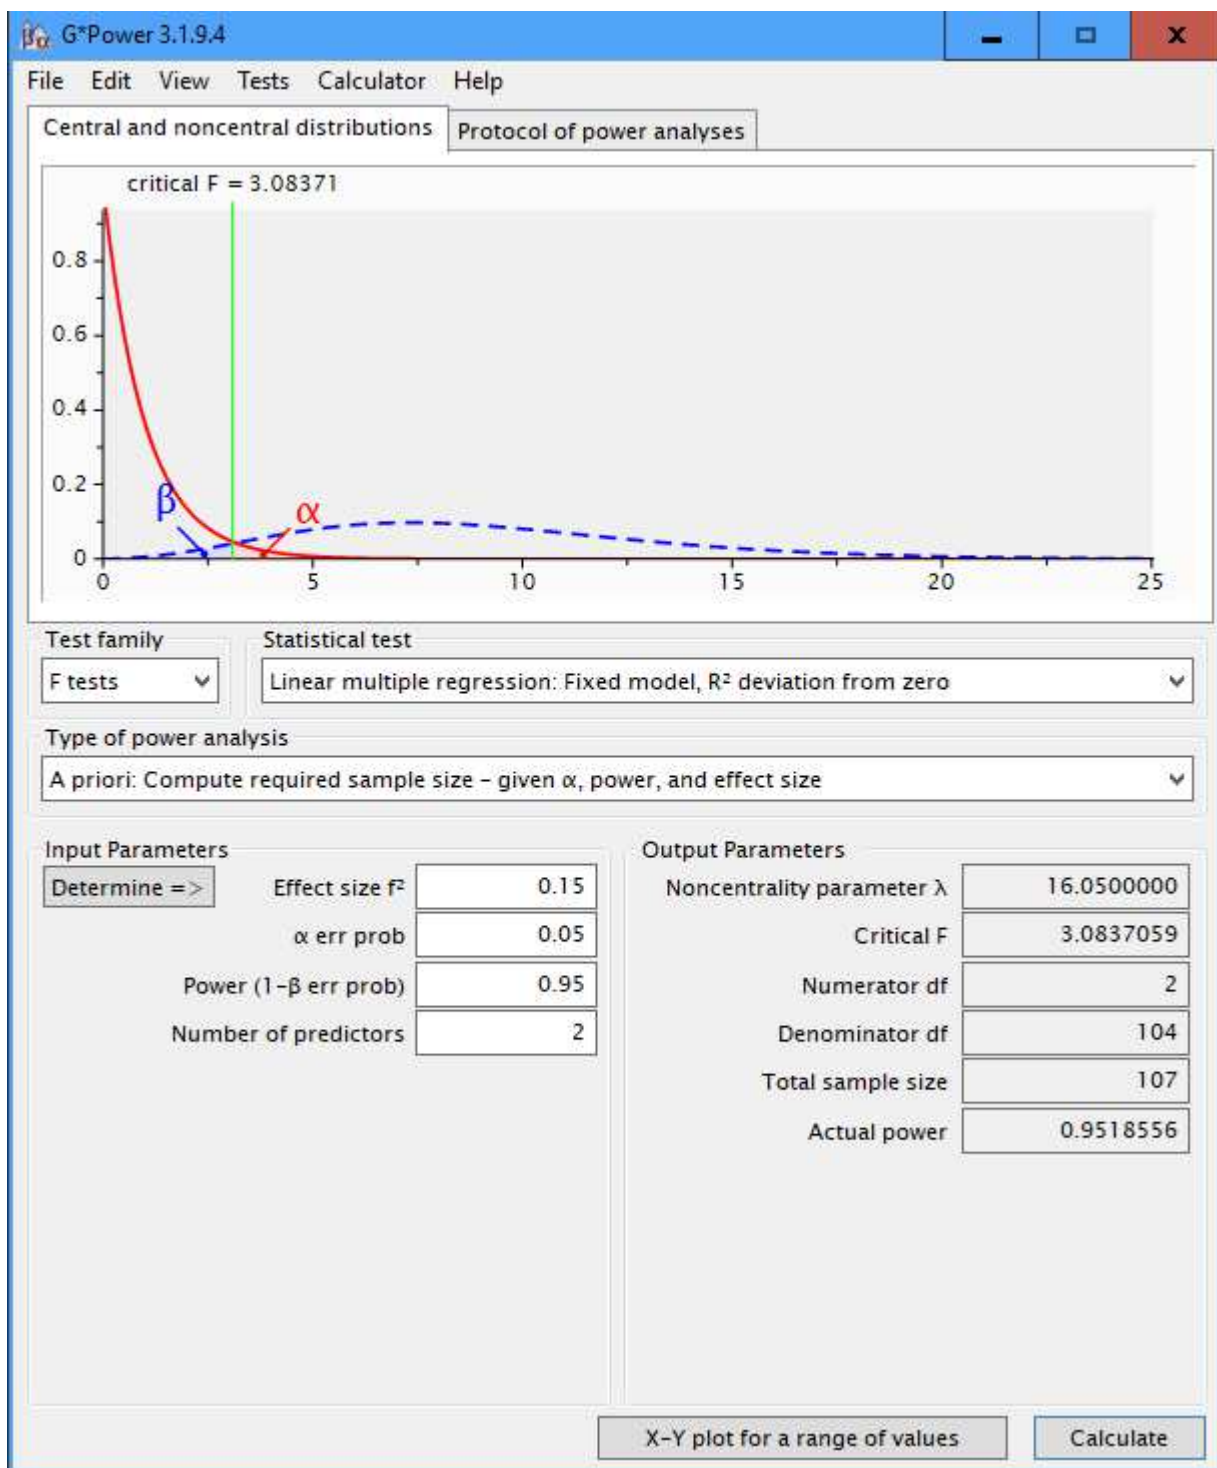 G*Power 3.1.9.4
File Edit View Tests Calculator Help
Central and noncentral distributions Protocol of power analyses
critical F = 3.08371
0.8
0.6
0.4
0.2
β α
0
0 5 10 15 20 25
Test family Statistical test
F tests Linear multiple regression: Fixed model, R² deviation from zero
Type of power analysis
A priori: Compute required sample size – given α, power, and effect size
Input Parameters Output Parameters
Determine => Effect size f² 0.15 Noncentrality parameter λ 16.0500000
α err prob 0.05 Critical F 3.0837059
Power (1–β err prob) 0.95 Numerator df 2
Number of predictors 2 Denominator df 104
Total sample size 107
Actual power 0.9518556
X–Y plot for a range of values Calculate